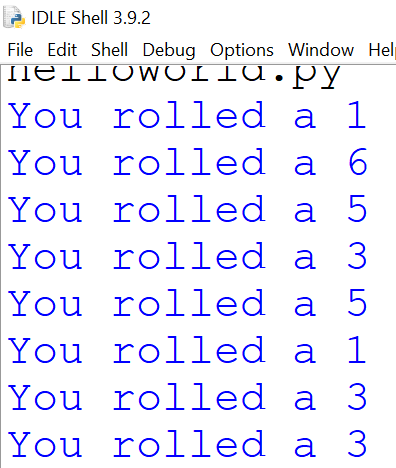 IDLE Shell 3.9.2
File Edit Shell Debug Options Window Help
helloworld.py
You rolled a 1
You rolled a 6
You rolled a 5
You rolled a 3
You rolled a 5
You rolled a 1
You rolled a 3
You rolled a 3